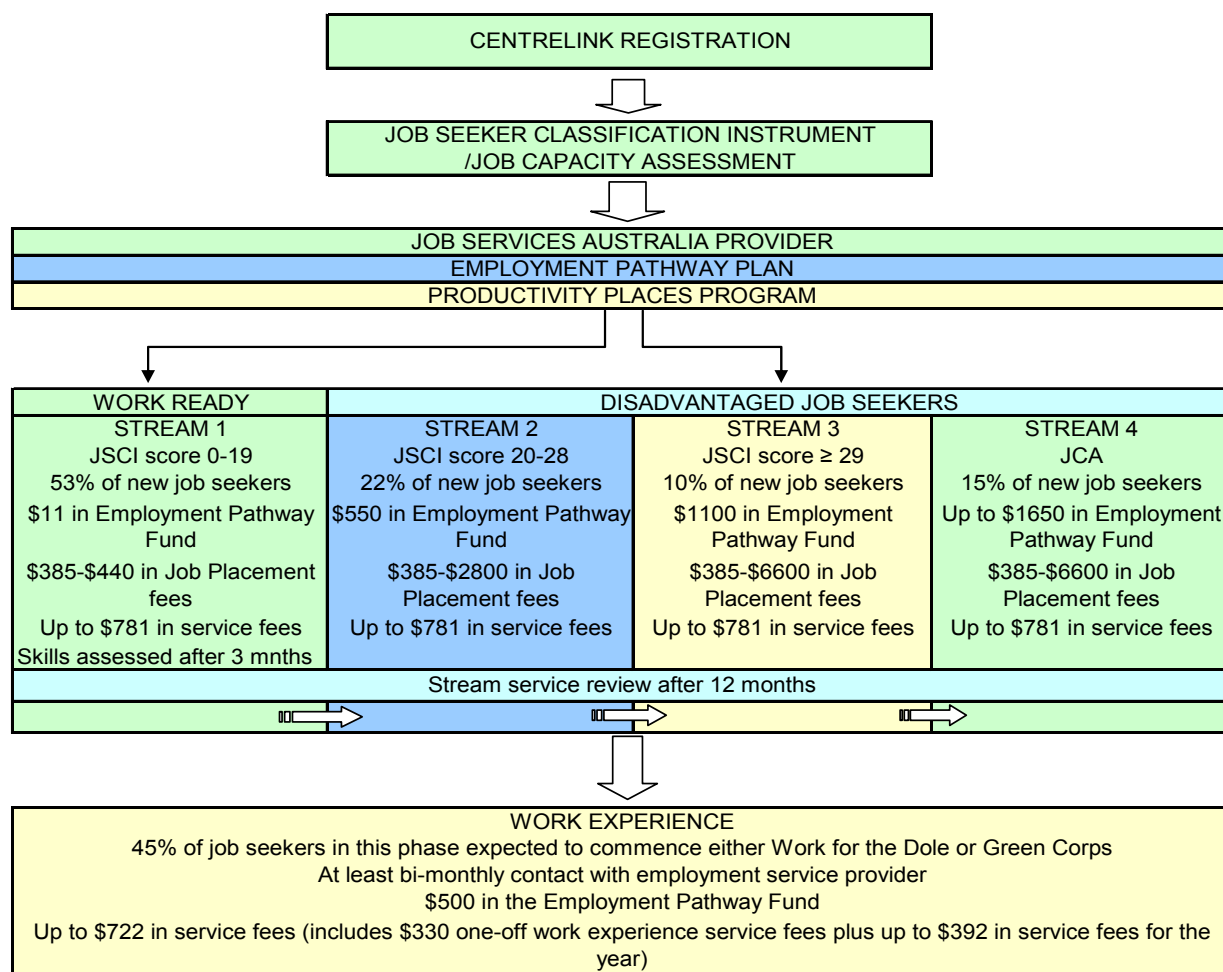 CENTRELINK REGISTRATION
JOB SEEKER CLASSIFICATION INSTRUMENT
/JOB CAPACITY ASSESSMENT
JOB SERVICES AUSTRALIA PROVIDER
EMPLOYMENT PATHWAY PLAN
PRODUCTIVITY PLACES PROGRAM
WORK READY
DISADVANTAGED JOB SEEKERS
STREAM 1
JSCI score 0-19
53% of new job seekers
$11 in Employment Pathway
Fund
$385-$440 in Job Placement
fees
Up to $781 in service fees
Skills assessed after 3 mnths
STREAM 2
JSCI score 20-28
22% of new job seekers
$550 in Employment Pathway
Fund
$385-$2800 in Job
Placement fees
Up to $781 in service fees
STREAM 3
JSCI score ≥ 29
10% of new job seekers
$1100 in Employment
Pathway Fund
$385-$6600 in Job
Placement fees
Up to $781 in service fees
STREAM 4
JCA
15% of new job seekers
Up to $1650 in Employment
Pathway Fund
$385-$6600 in Job
Placement fees
Up to $781 in service fees
Stream service review after 12 months
WORK EXPERIENCE
45% of job seekers in this phase expected to commence either Work for the Dole or Green Corps
At least bi-monthly contact with employment service provider
$500 in the Employment Pathway Fund
Up to $722 in service fees (includes $330 one-off work experience service fees plus up to $392 in service fees for the
year)